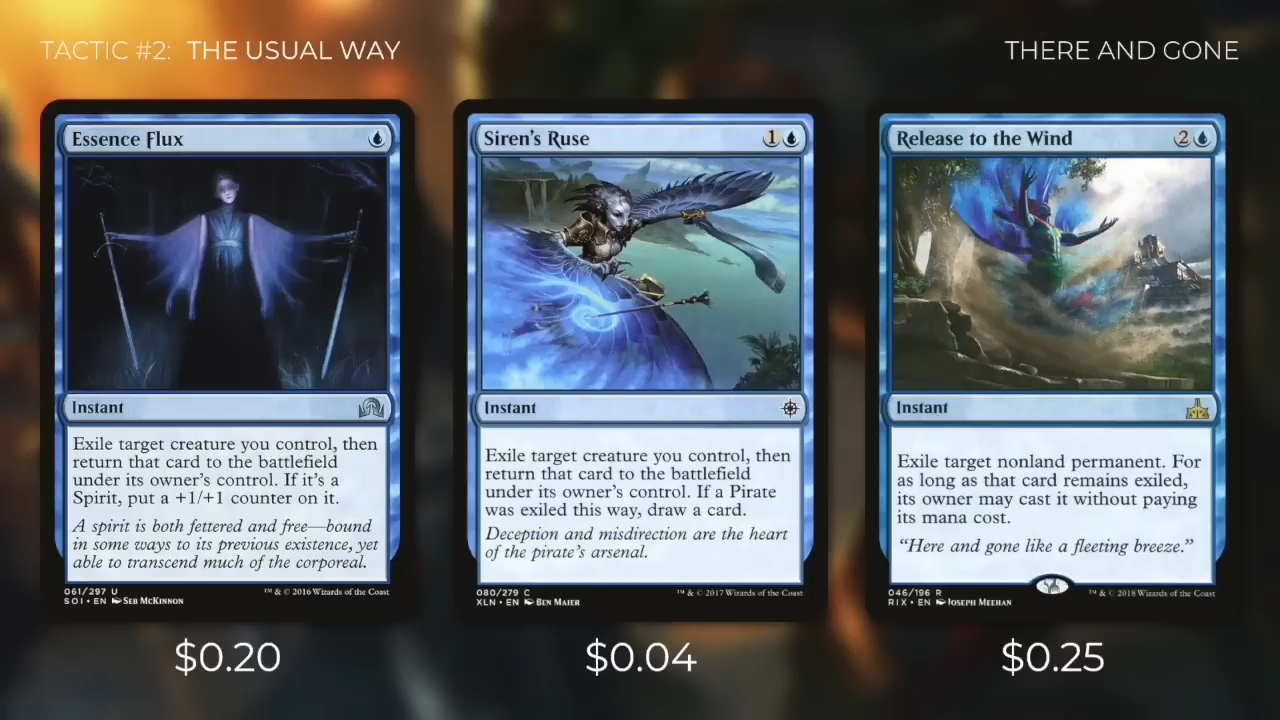 TACTIC #2: THE USUAL WAY
THERE AND GONE
Essence Flux
Instant
Exile target creature you control, then
return that card to the battlefield
under its owner's control. If it's a
Spirit, put a +1/+1 counter on it.
A spirit is both fettered and free—bound
in some ways to its previous existence, yet
able to transcend much of the corporeal.
061/297 U
SOI • EN SEB MCKINNON
™ & © 2016 Wizards of the Coast
$0.20
Siren's Ruse
1
Instant
Exile target creature you control, then
return that card to the battlefield
under its owner's control. If a Pirate
was exiled this way, draw a card.
Deception and misdirection are the heart
of the pirate's arsenal.
080/279 C
XLN • EN BEN MAIER
™ & © 2017 Wizards of the Coast
$0.04
Release to the Wind
2
Instant
Exile target nonland permanent. For
as long as that card remains exiled,
its owner may cast it without paying
its mana cost.
"Here and gone like a fleeting breeze."
046/196 R
RIX • EN JOSEPH MEEHAN
™ & © 2018 Wizards of the Coast
$0.25